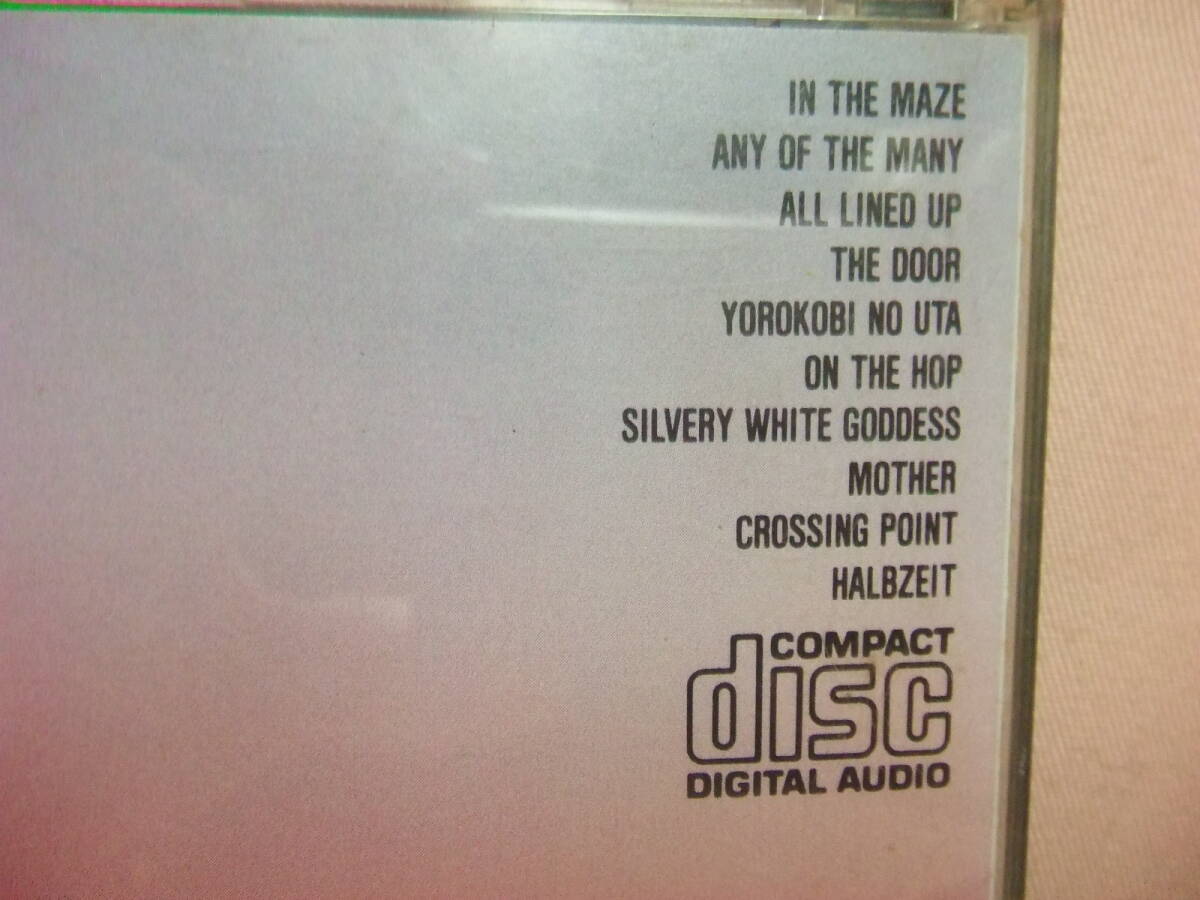 IN THE MAZE
ANY OF THE MANY
ALL LINED UP
THE DOOR
YOROKOBI NO UTA
ON THE HOP
SILVERY WHITE GODDESS
MOTHER
CROSSING POINT
HALBZEIT
COMPACT
disc
DIGITAL AUDIO